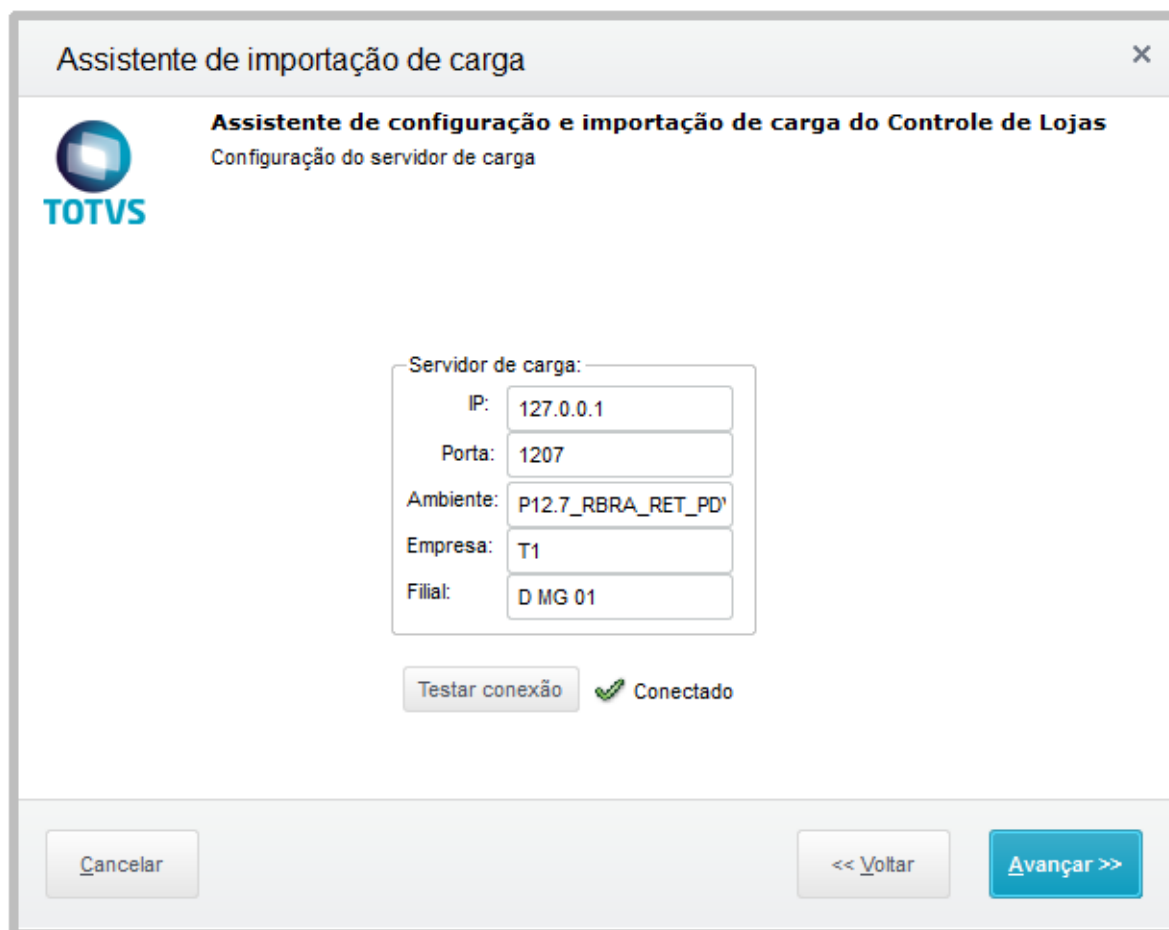 Assistente de importação de carga
Assistente de configuração e importação de carga do Controle de Lojas
Configuração do servidor de carga
TOTVS
Servidor de carga:
IP: 127.0.0.1
Porta: 1207
Ambiente: P12.7_RBRA_RET_PD
Empresa: T1
Filial: D MG 01
Testar conexão Conectado
Cancelar << Voltar Avançar >>